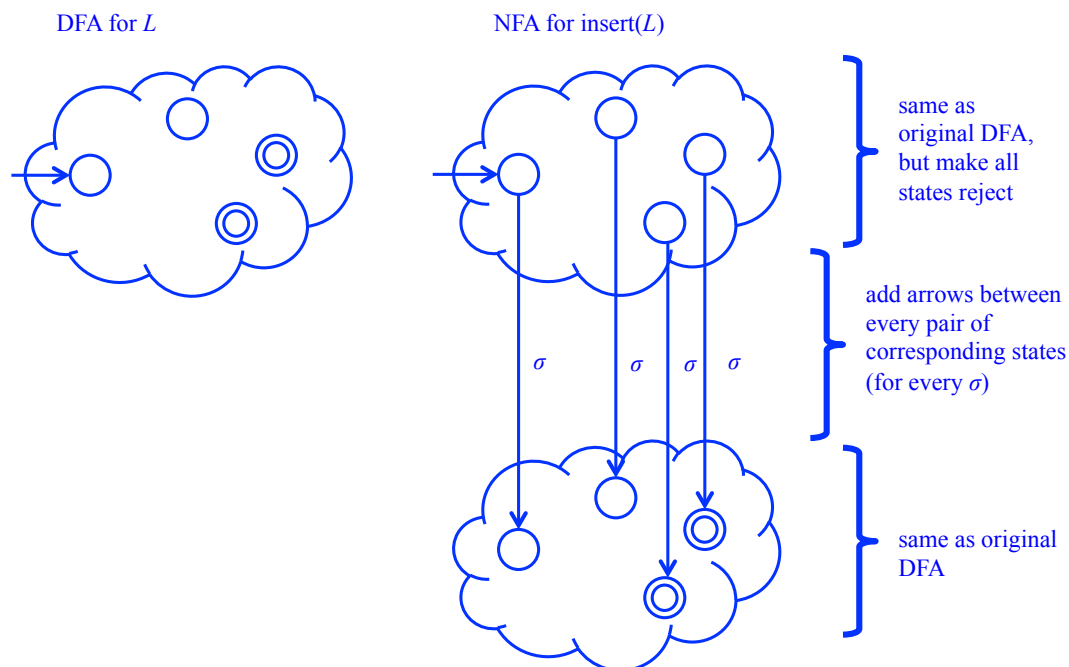 DFA for L
NFA for insert(L)
same as
original DFA,
but make all
states reject
add arrows between
every pair of
corresponding states
(for every σ)
σ
σ
σ
σ
same as original
DFA